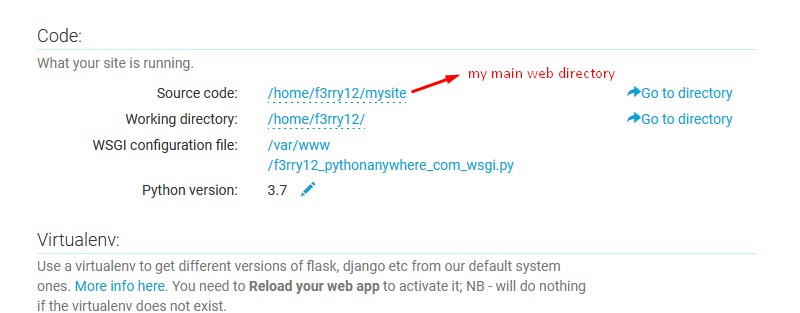 Code:
What your site is running.
Source code: /home/f3rry12/mysite my main web directory Go to directory
Working directory: /home/f3rry12/ Go to directory
WSGI configuration file: /var/www
/f3rry12_pythonanywhere_com_wsgi.py
Python version: 3.7
Virtualenv:
Use a virtualenv to get different versions of flask, django etc from our default system
ones. More info here. You need to Reload your web app to activate it; NB - will do nothing
if the virtualenv does not exist.